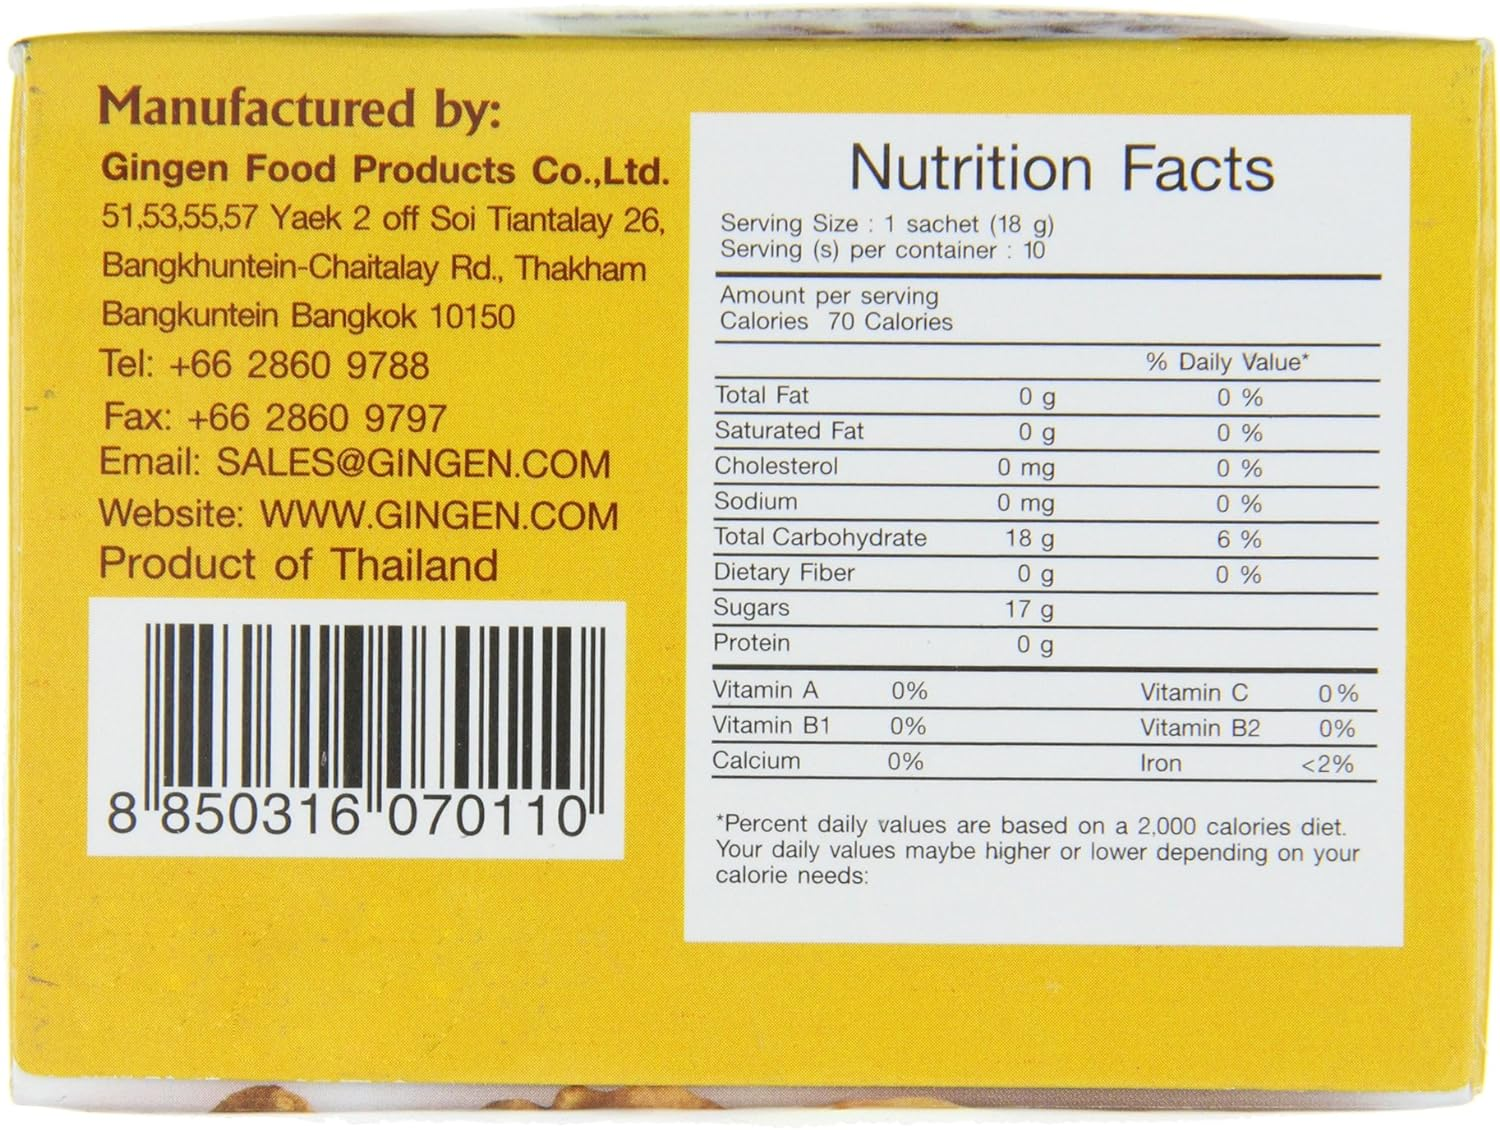 Manufactured by:
Gingen Food Products Co.,Ltd.
51,53,55,57 Yaek 2 off Soi Tiantalay 26,
Bangkhuntein-Chaitalay Rd., Thakham
Bangkuntein Bangkok 10150
Tel: +66 2860 9788
Fax: +66 2860 9797
Email: SALES@GINGEN.COM
Website: WWW.GINGEN.COM
Product of Thailand
8 850316 070110
Nutrition Facts
Serving Size : 1 sachet (18 g)
Serving (s) per container : 10
Amount per serving
Calories 70 Calories
% Daily Value*
Total Fat 0 g 0 %
Saturated Fat 0 g 0 %
Cholesterol 0 mg 0 %
Sodium 0 mg 0 %
Total Carbohydrate 18 g 6 %
Dietary Fiber 0 g 0 %
Sugars 17 g
Protein 0 g
Vitamin A 0% Vitamin C 0%
Vitamin B1 0% Vitamin B2 0%
Calcium 0% Iron <2%
*Percent daily values are based on a 2,000 calories diet.
Your daily values maybe higher or lower depending on your
calorie needs: